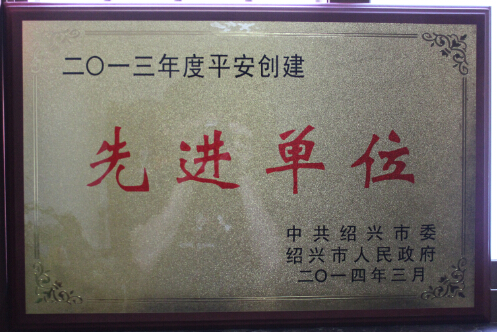 二〇一三年度平安创建
先进单位
中共绍兴市委
绍兴市人民政府
二〇一四年三月